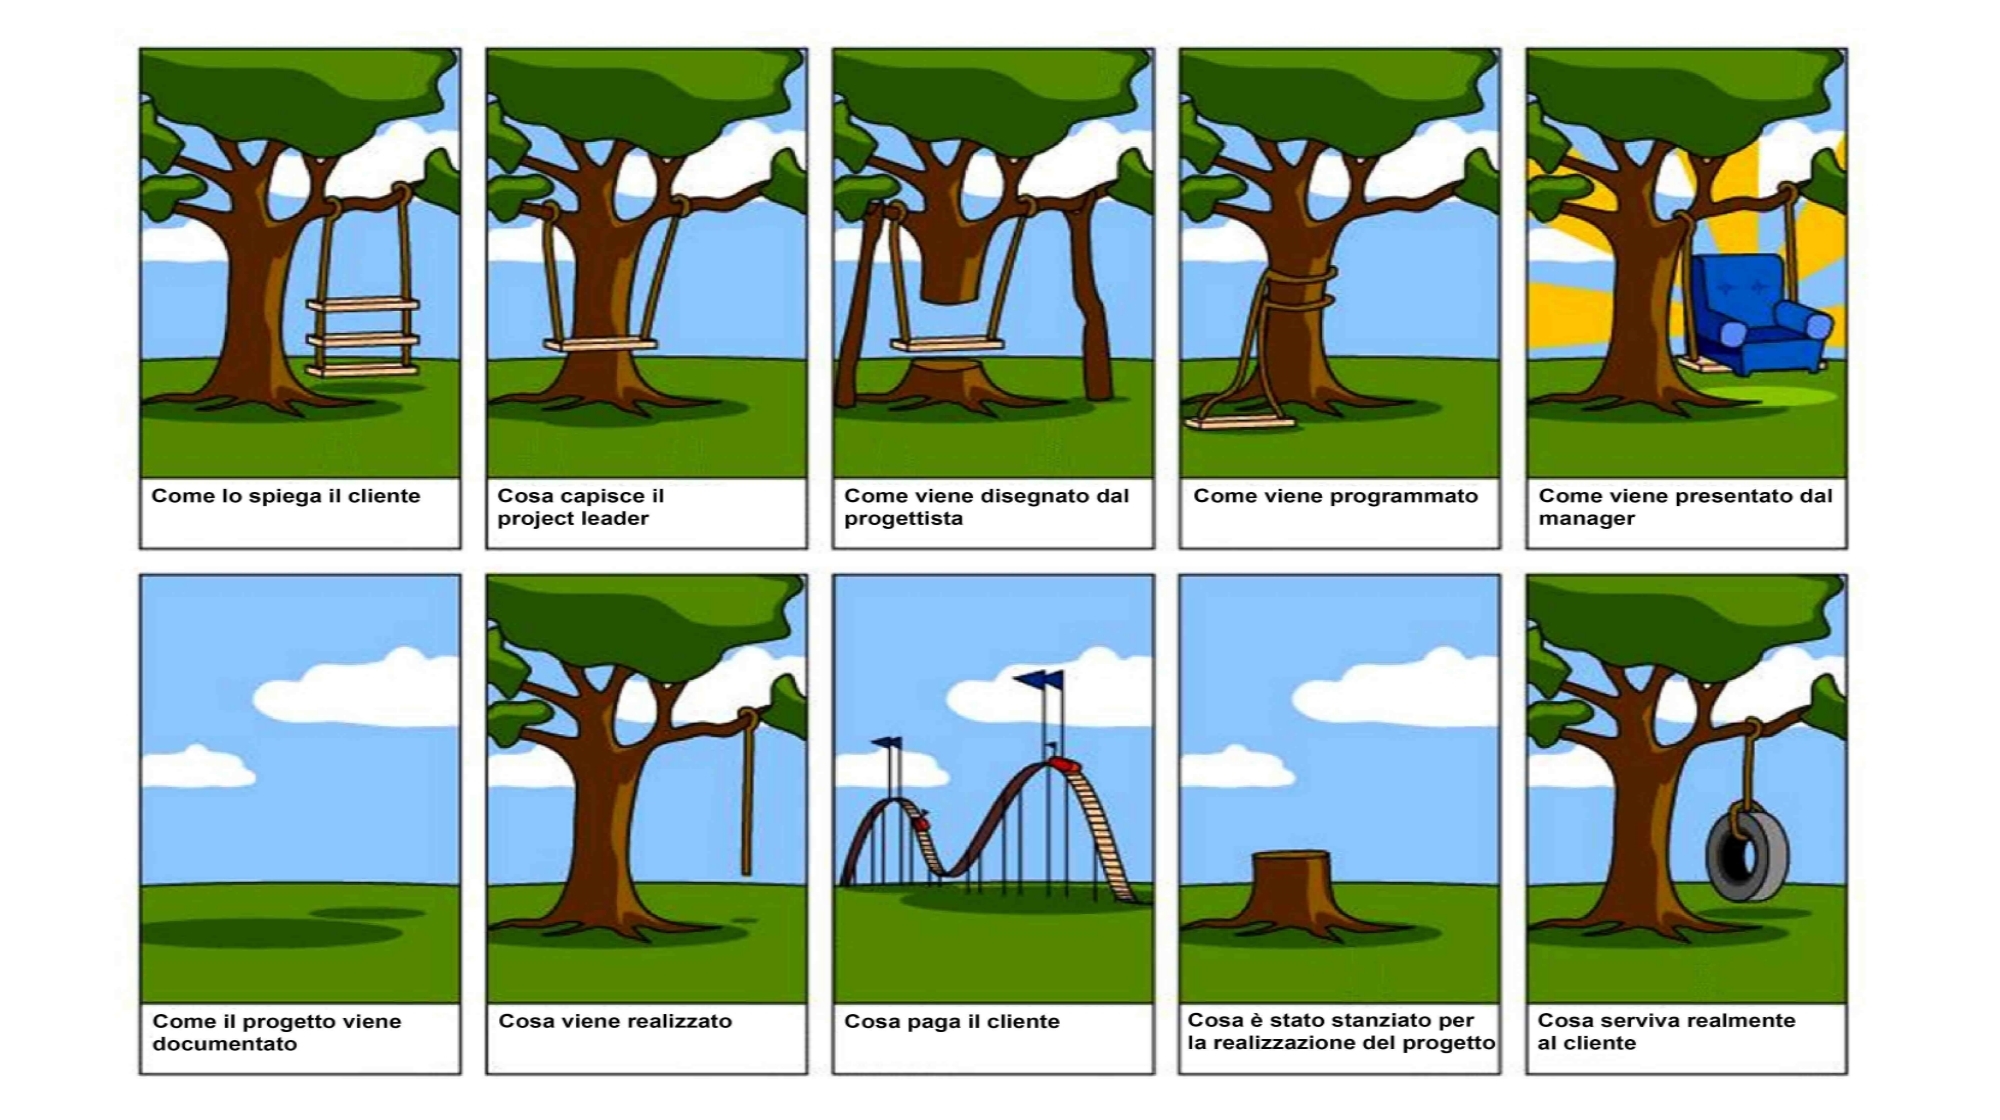 Come lo spiega il cliente
Cosa capisce il
project leader
Come viene disegnato dal
progettista
Come viene programmato
Come viene presentato dal
manager
Come il progetto viene
documentato
Cosa viene realizzato
Cosa paga il cliente
Cosa è stato stanziato per
la realizzazione del progetto
Cosa serviva realmente
al cliente